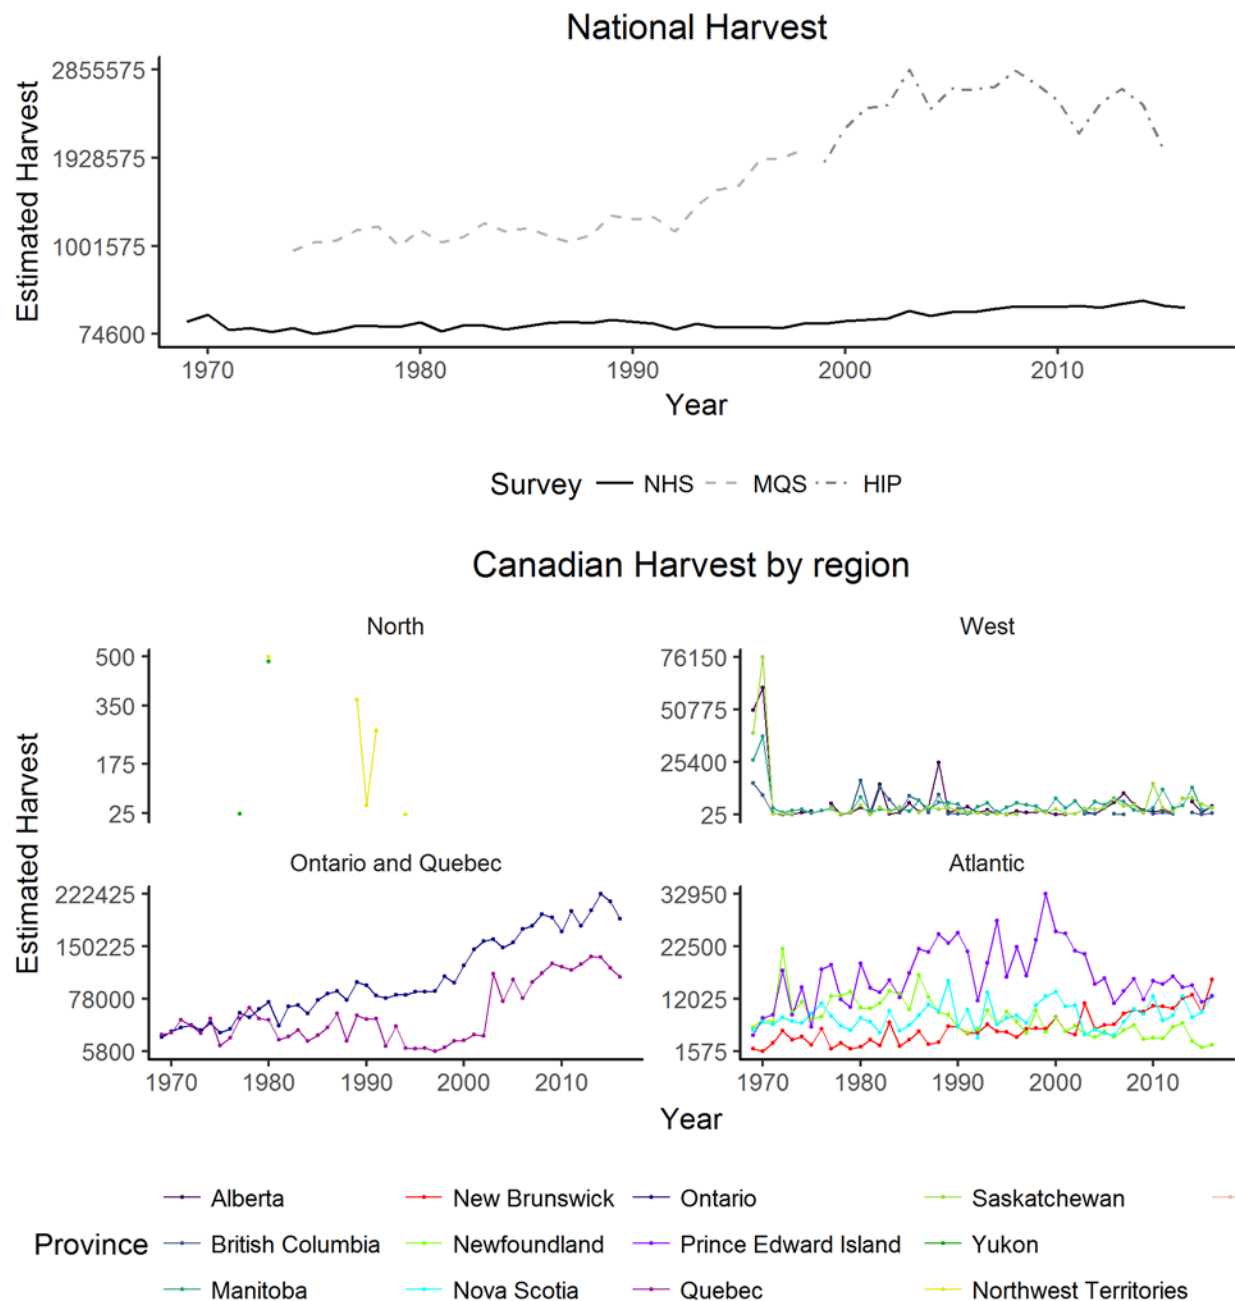 National Harvest
Estimated Harvest
2855575
1928575
1001575
74600
1970 1980 1990 2000 2010
Year
Survey NHS MQS HIP
Canadian Harvest by region
North West
Estimated Harvest
500
350
175
25
76150
50775
25400
25
Ontario and Quebec Atlantic
222425
150225
78000
5800
32950
22500
12025
1575
1970 1980 1990 2000 2010 1970 1980 1990 2000 2010
Year
Province
Alberta New Brunswick Ontario Saskatchewan
British Columbia Newfoundland Prince Edward Island Yukon
Manitoba Nova Scotia Quebec Northwest Territories